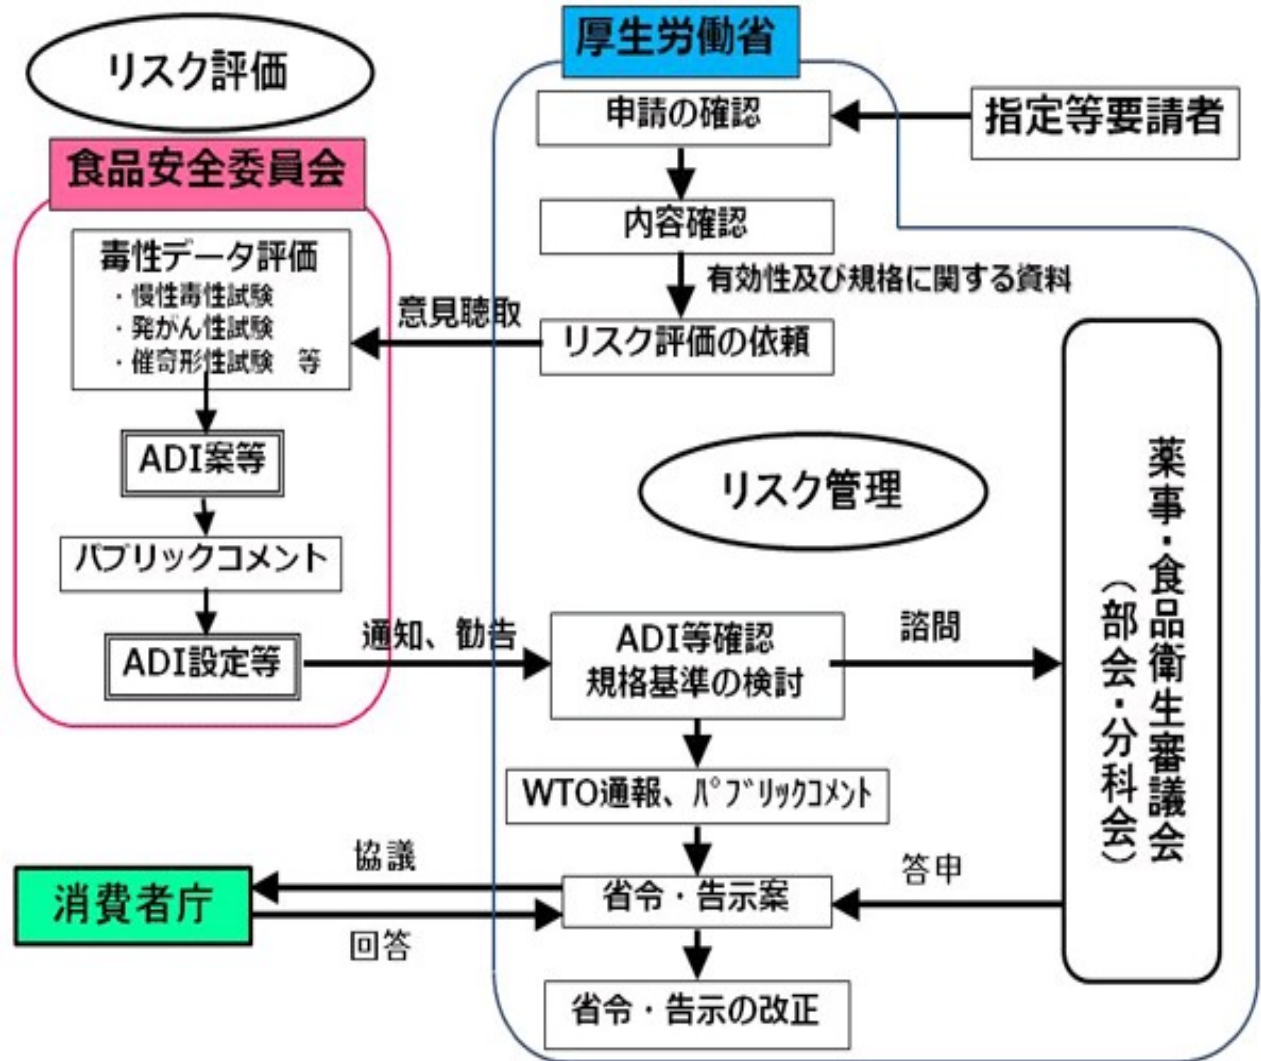 厚生労働省
リスク評価
申請の確認
指定等要請者
食品安全委員会
内容確認
毒性データ評価
・慢性毒性試験
・発がん性試験
・催奇形性試験　等
有効性及び規格に関する資料
意見聴取
リスク評価の依頼
ADI案等
リスク管理
パブリックコメント
薬事・食品衛生審議会
（部会・分科会）
ADI設定等
通知、勧告
ADI等確認
規格基準の検討
諮問
WTO通報、ﾊﾟﾌﾞﾘｯｸｺﾒﾝﾄ
協議
消費者庁
省令・告示案
答申
回答
省令・告示の改正